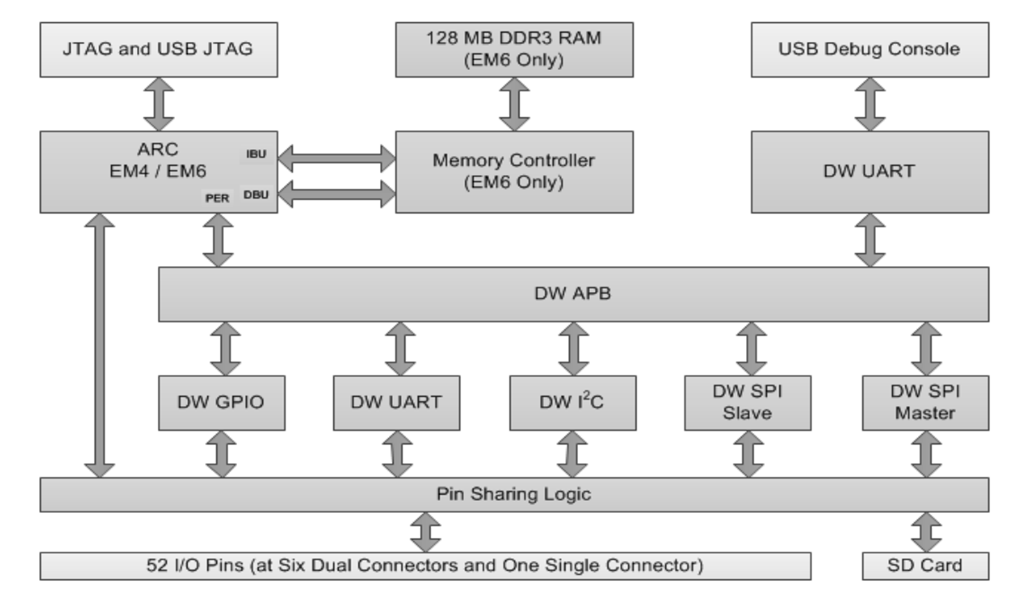 JTAG and USB JTAG
128 MB DDR3 RAM
(EM6 Only)
USB Debug Console
ARC
EM4 / EM6
IBU
PER
DBU
Memory Controller
(EM6 Only)
DW UART
DW APB
DW GPIO
DW UART
DW I²C
DW SPI
Slave
DW SPI
Master
Pin Sharing Logic
52 I/O Pins (at Six Dual Connectors and One Single Connector)
SD Card